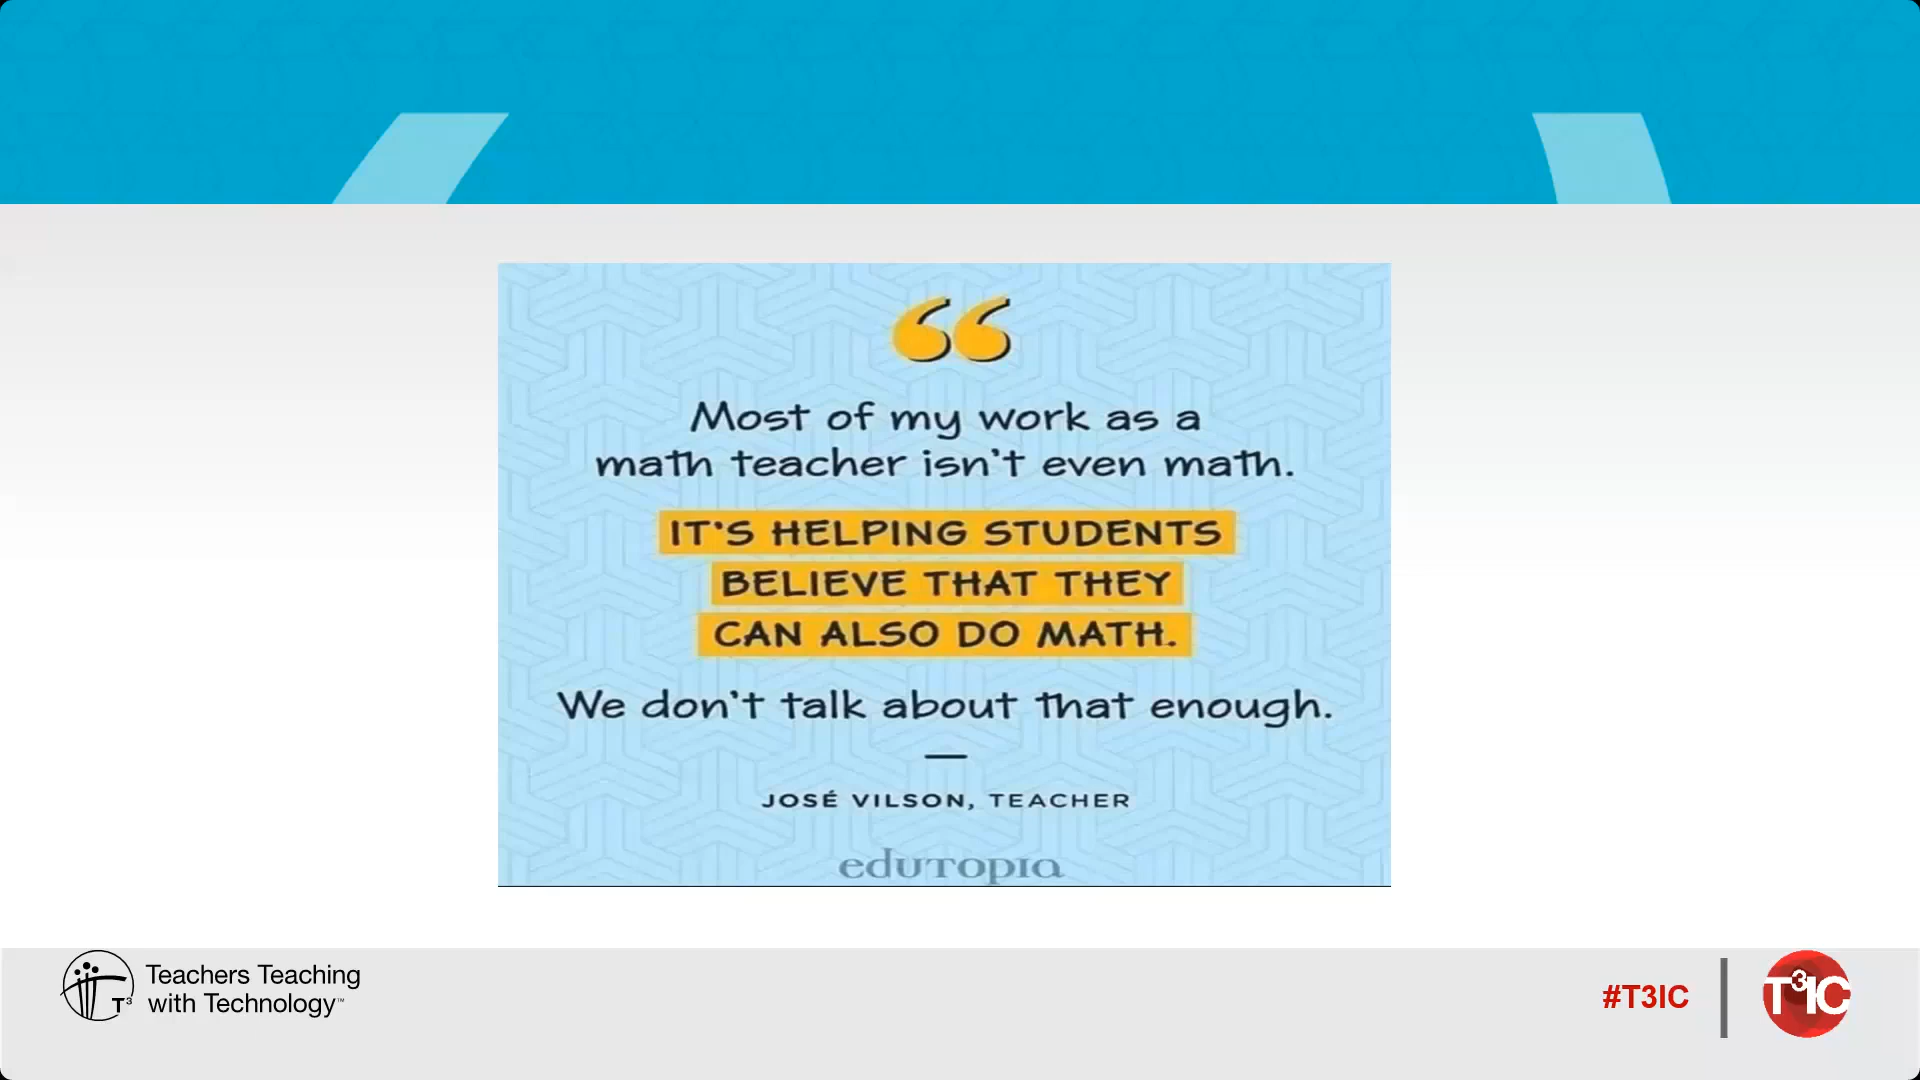 “
Most of my work as a
math teacher isn't even math.
IT'S HELPING STUDENTS
BELIEVE THAT THEY
CAN ALSO DO MATH.
We don't talk about that enough.
—
JOSÉ VILSON, TEACHER
edutopia
T³
Teachers Teaching
with Technology™
#T3IC
T³IC